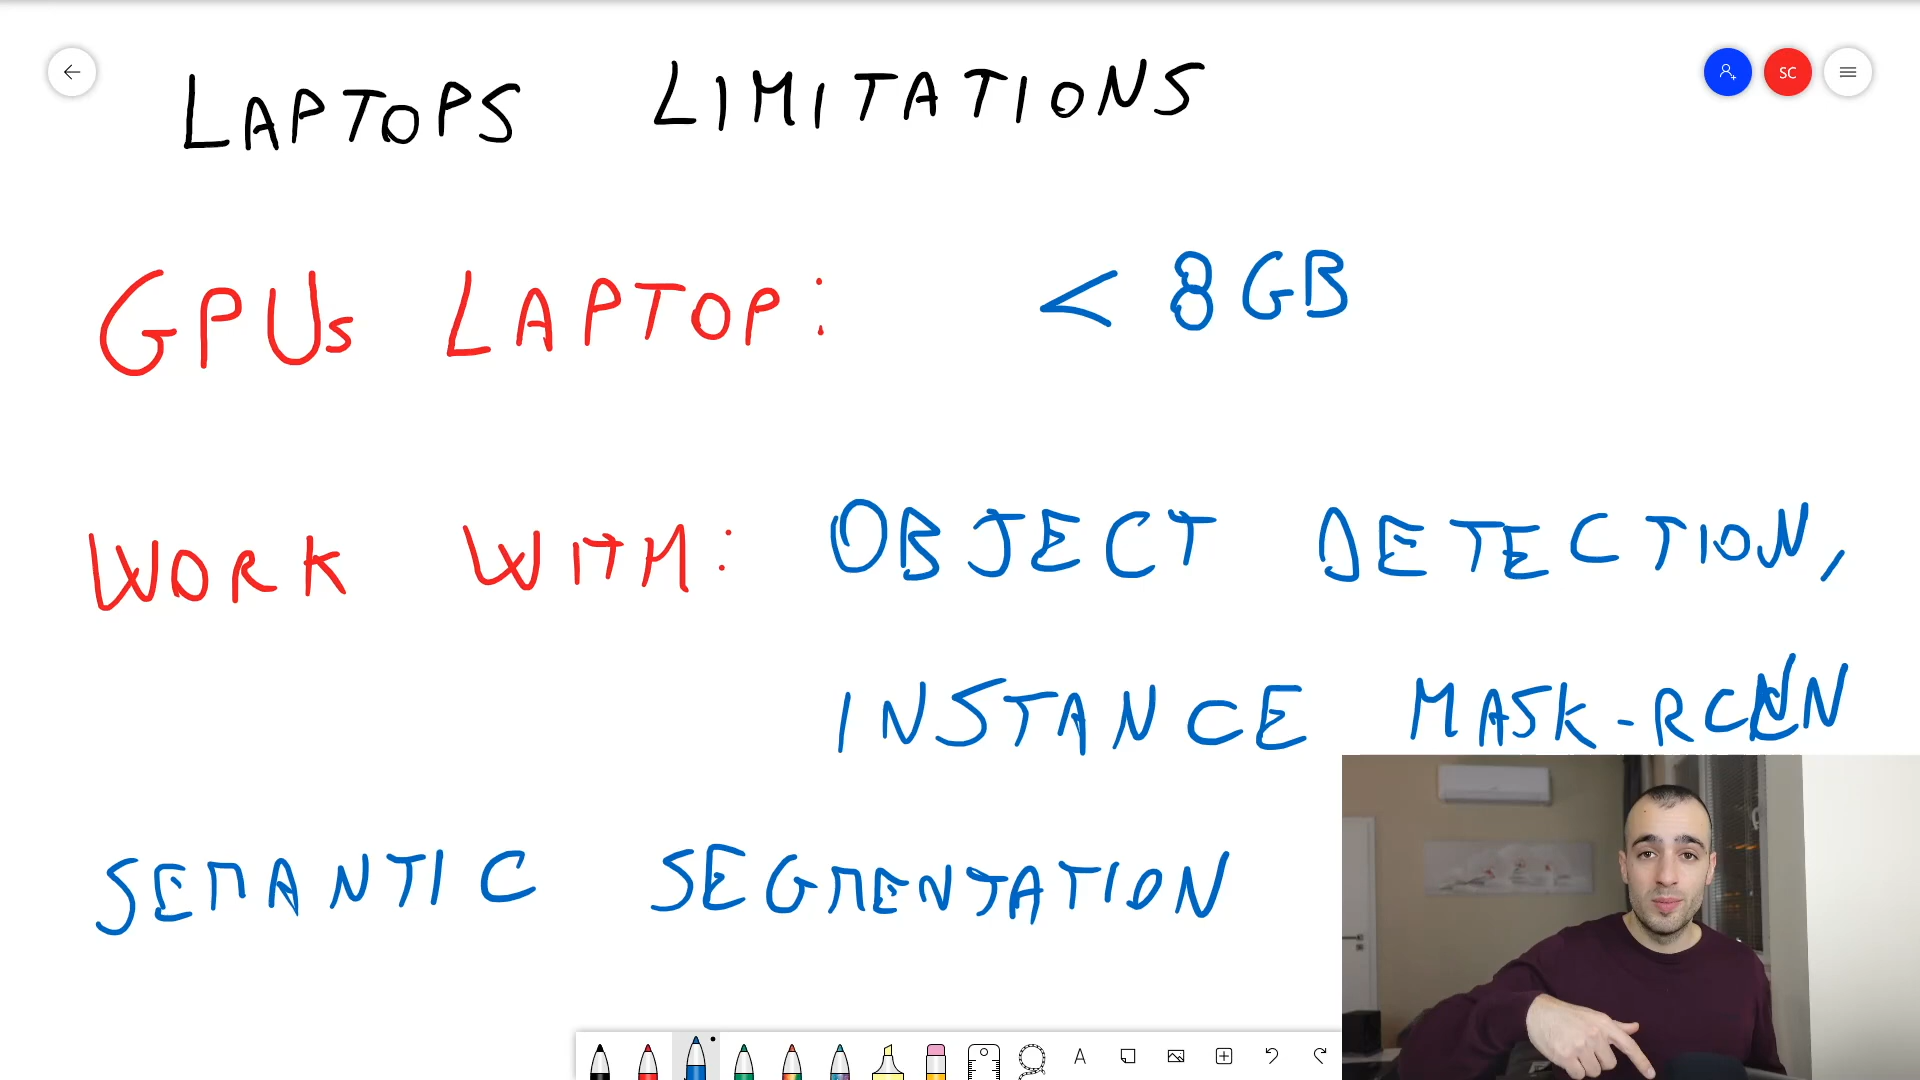 LAPTOPS LIMITATIONS
SC
GPUs LAPTOP: < 8GB
WORK WITH: OBJECT DETECTION,
INSTANCE MASK-RCNN
SEMANTIC SEGMENTATION
A